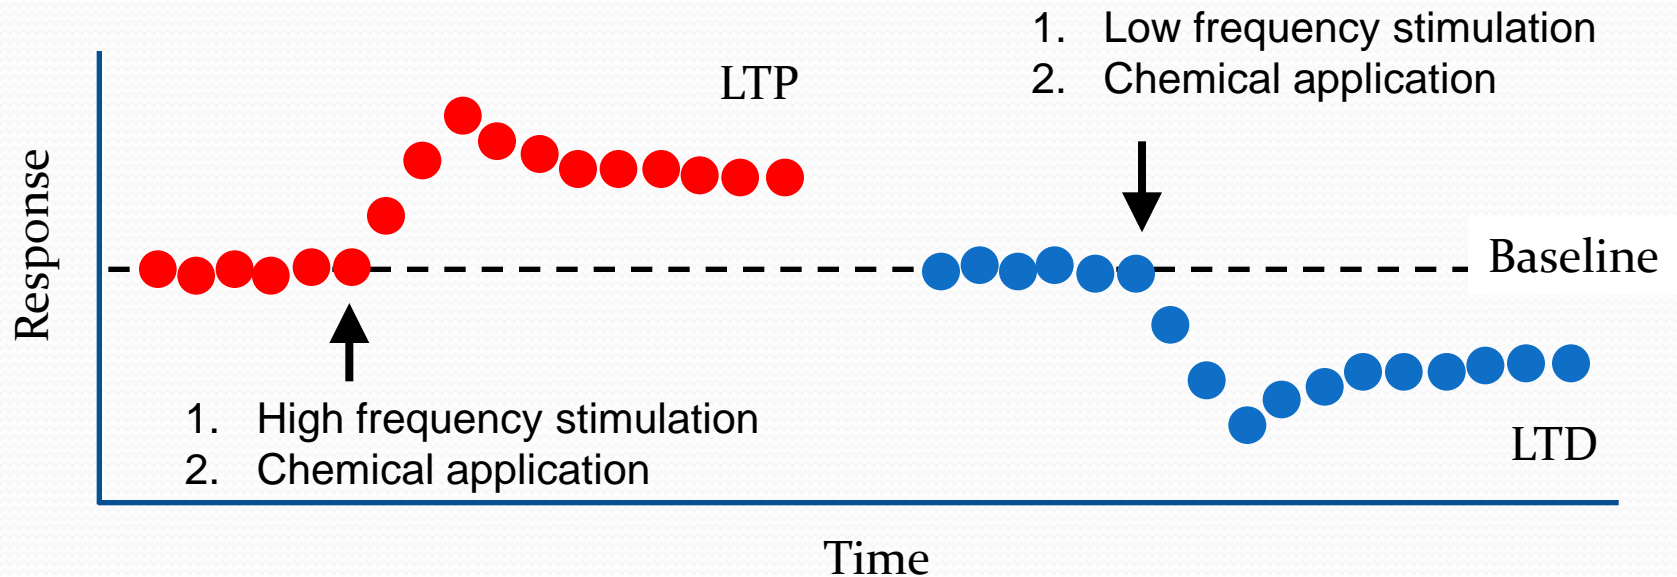 1. Low frequency stimulation
2. Chemical application
LTP
Response
Baseline
1. High frequency stimulation
2. Chemical application
LTD
Time